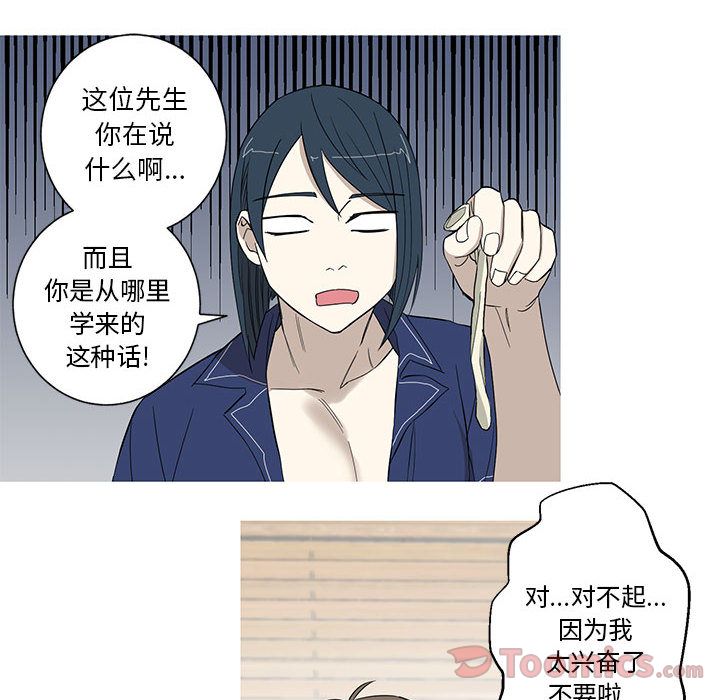 这位先生
你在说
什么啊...
而且
你是从哪里
学来的
这种话!
对...对不起...
因为我
太兴奋了
不要啦
Toomics.com